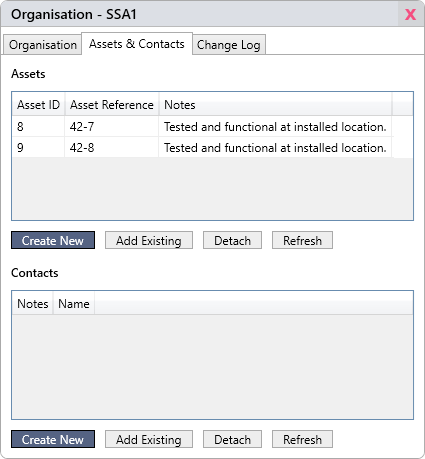 Organisation - SSA1 X
Organisation Assets & Contacts Change Log
Assets
Asset ID Asset Reference Notes
8 42-7 Tested and functional at installed location.
9 42-8 Tested and functional at installed location.
Create New Add Existing Detach Refresh
Contacts
Notes Name
Create New Add Existing Detach Refresh